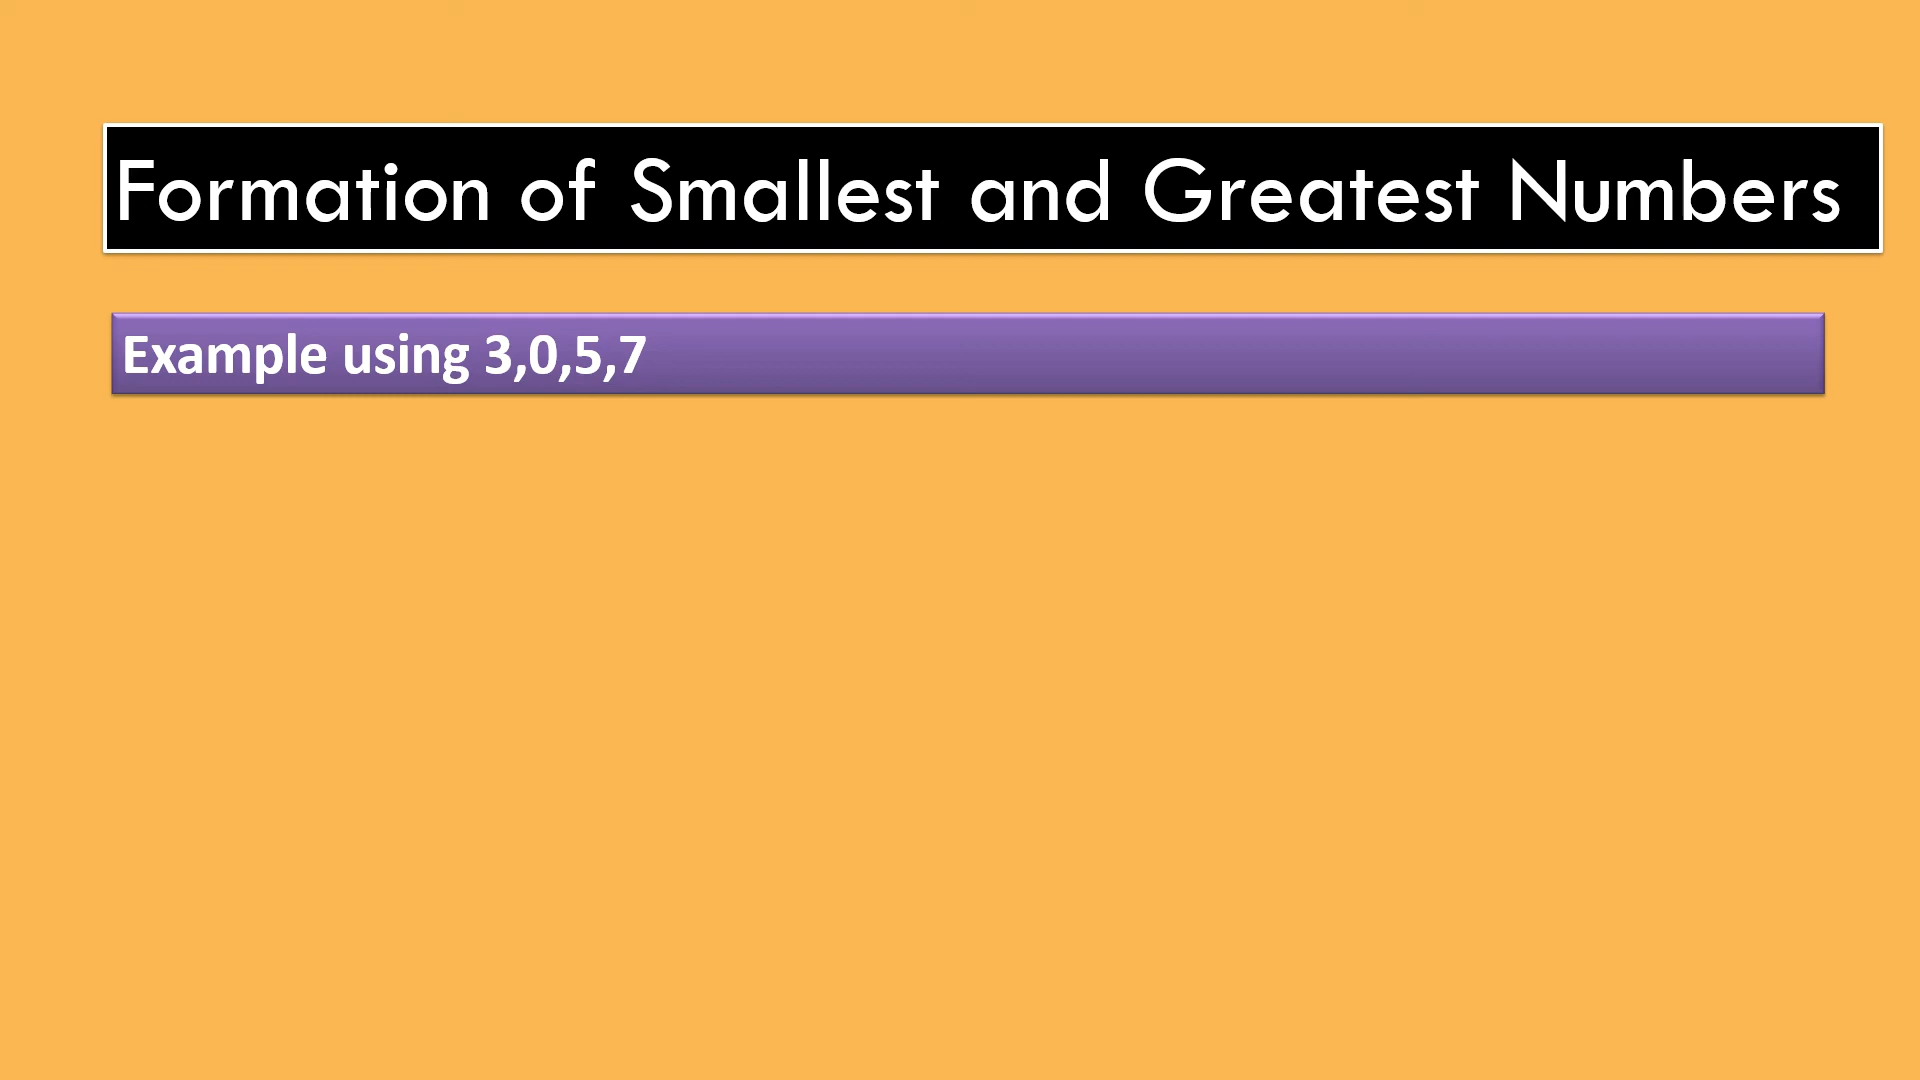 Formation of Smallest and Greatest Numbers
Example using 3,0,5,7